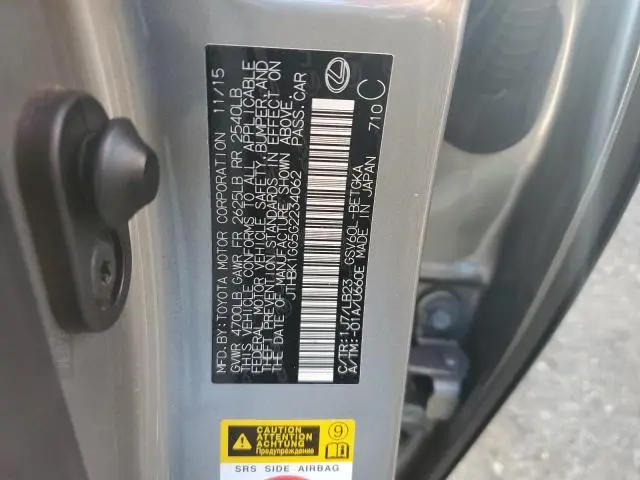 MFD.BY:TOYOTA MOTOR CORPORATION 11/15
GVWR 4700LB GAWR FR 2625LB RR 2540LB
THIS VEHICLE CONFORMS TO ALL APPLICABLE
FEDERAL MOTOR VEHICLE SAFETY, BUMPER, AND
THEFT PREVENTION STANDARDS IN EFFECT ON
THE DATE OF MANUFACTURE SHOWN ABOVE.
JTHBK1GG5G2234062 PASS.CAR
C/TR: 1J7/LB23 GSV60L-BETGKA
A/TM:-01A/U660E MADE IN JAPAN 710 C
CAUTION
ATTENTION
ACHTUNG
Предупреждение
9
SRS SIDE AIRBAG